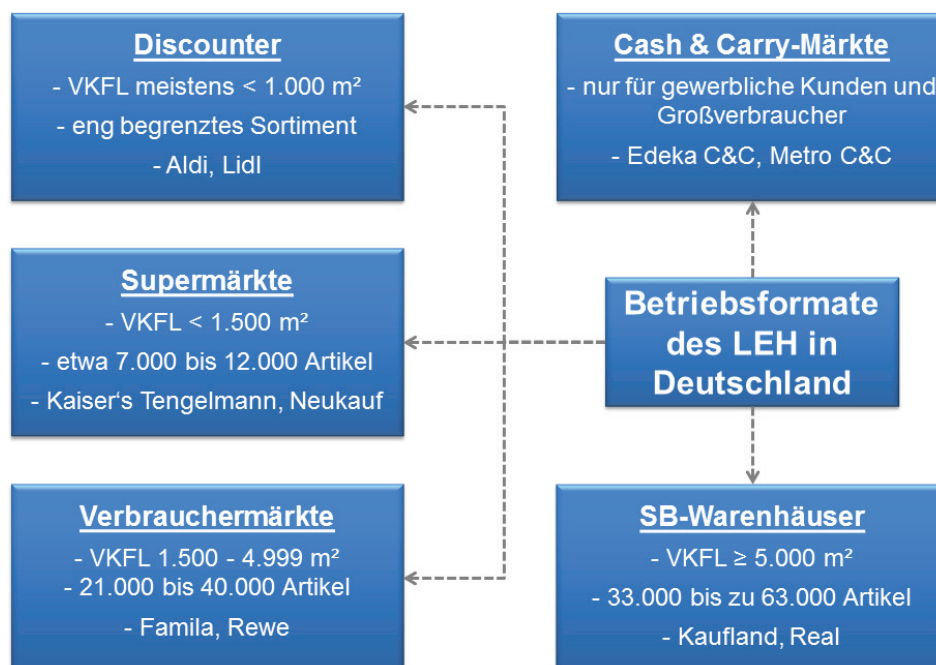 Discounter
- VKFL meistens < 1.000 m²
- eng begrenztes Sortiment
- Aldi, Lidl
Cash & Carry-Märkte
- nur für gewerbliche Kunden und
Großverbraucher
- Edeka C&C, Metro C&C
Supermärkte
- VKFL < 1.500 m²
- etwa 7.000 bis 12.000 Artikel
- Kaiser‘s Tengelmann, Neukauf
Betriebsformate
des LEH in
Deutschland
Verbrauchermärkte
- VKFL 1.500 - 4.999 m²
- 21.000 bis 40.000 Artikel
- Famila, Rewe
SB-Warenhäuser
- VKFL ≥ 5.000 m²
- 33.000 bis zu 63.000 Artikel
- Kaufland, Real